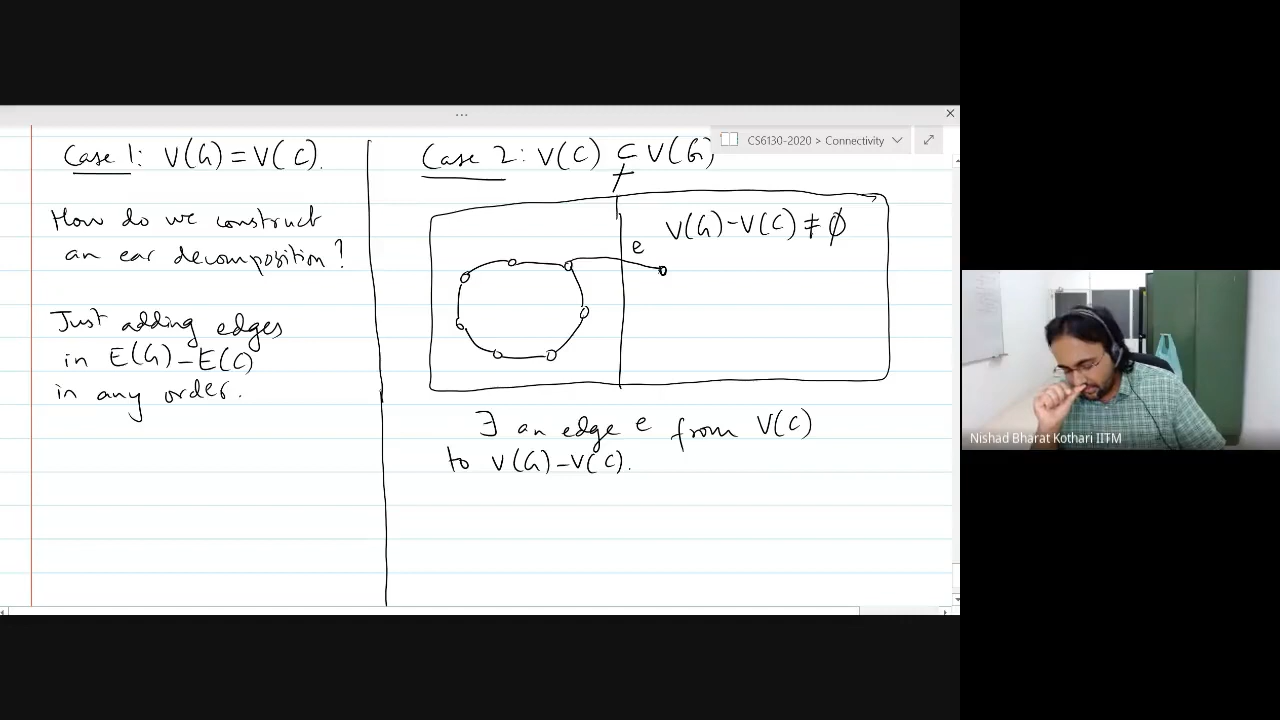 CS6130-2020 > Connectivity
Case 1: V(G) = V(C).
How do we construct
an ear decomposition?
Just adding edges
in E(G) – E(C)
in any order.
Case 2: V(C) ⊊ V(G)
V(G) – V(C) ≠ ∅
e
∃ an edge e from V(C)
to V(G) – V(C).
Nishad Bharat Kothari IITM